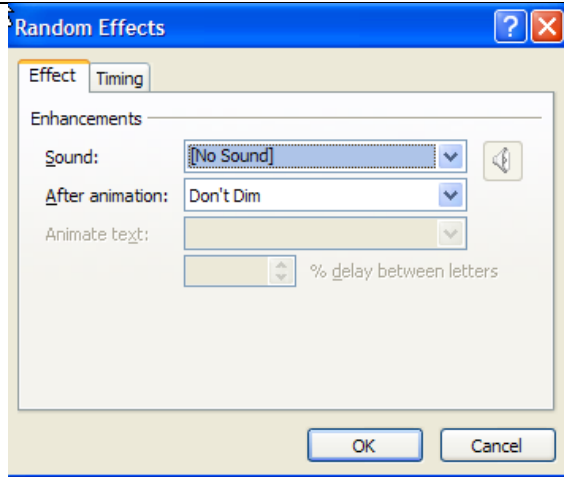 Random Effects
Effect Timing
Enhancements
Sound: [No Sound]
After animation: Don't Dim
Animate text:
% delay between letters
OK Cancel